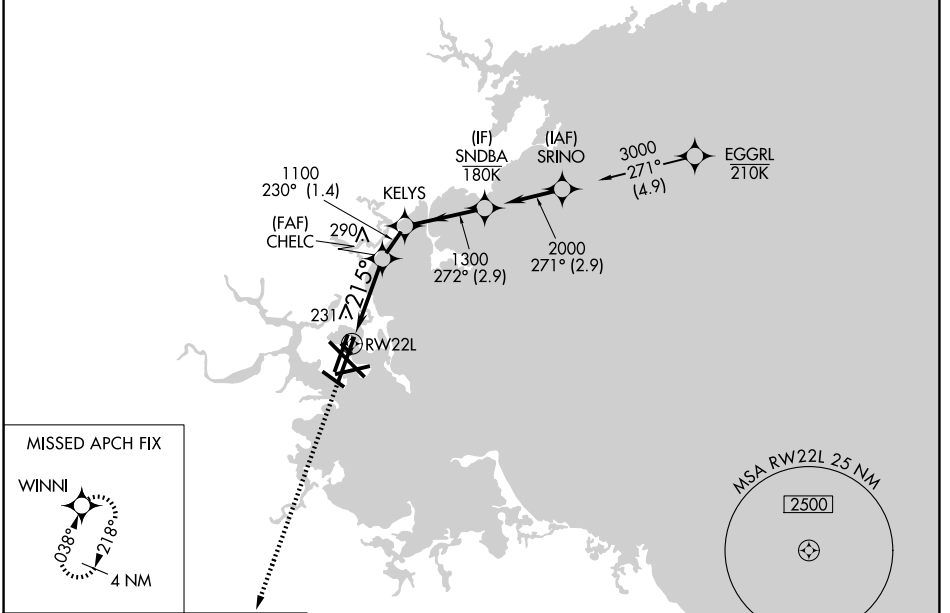 (IF)
SNDBA
180K
(IAF)
SRINO
3000
271°
(4.9)
EGGRL
210K
1100
230° (1.4)
KELYS
(FAF)
CHELC
290
1300
272° (2.9)
2000
271° (2.9)
215°
231
RW22L
MISSED APCH FIX
WINNI
038°
218°
4 NM
MSA RW22L 25 NM
2500